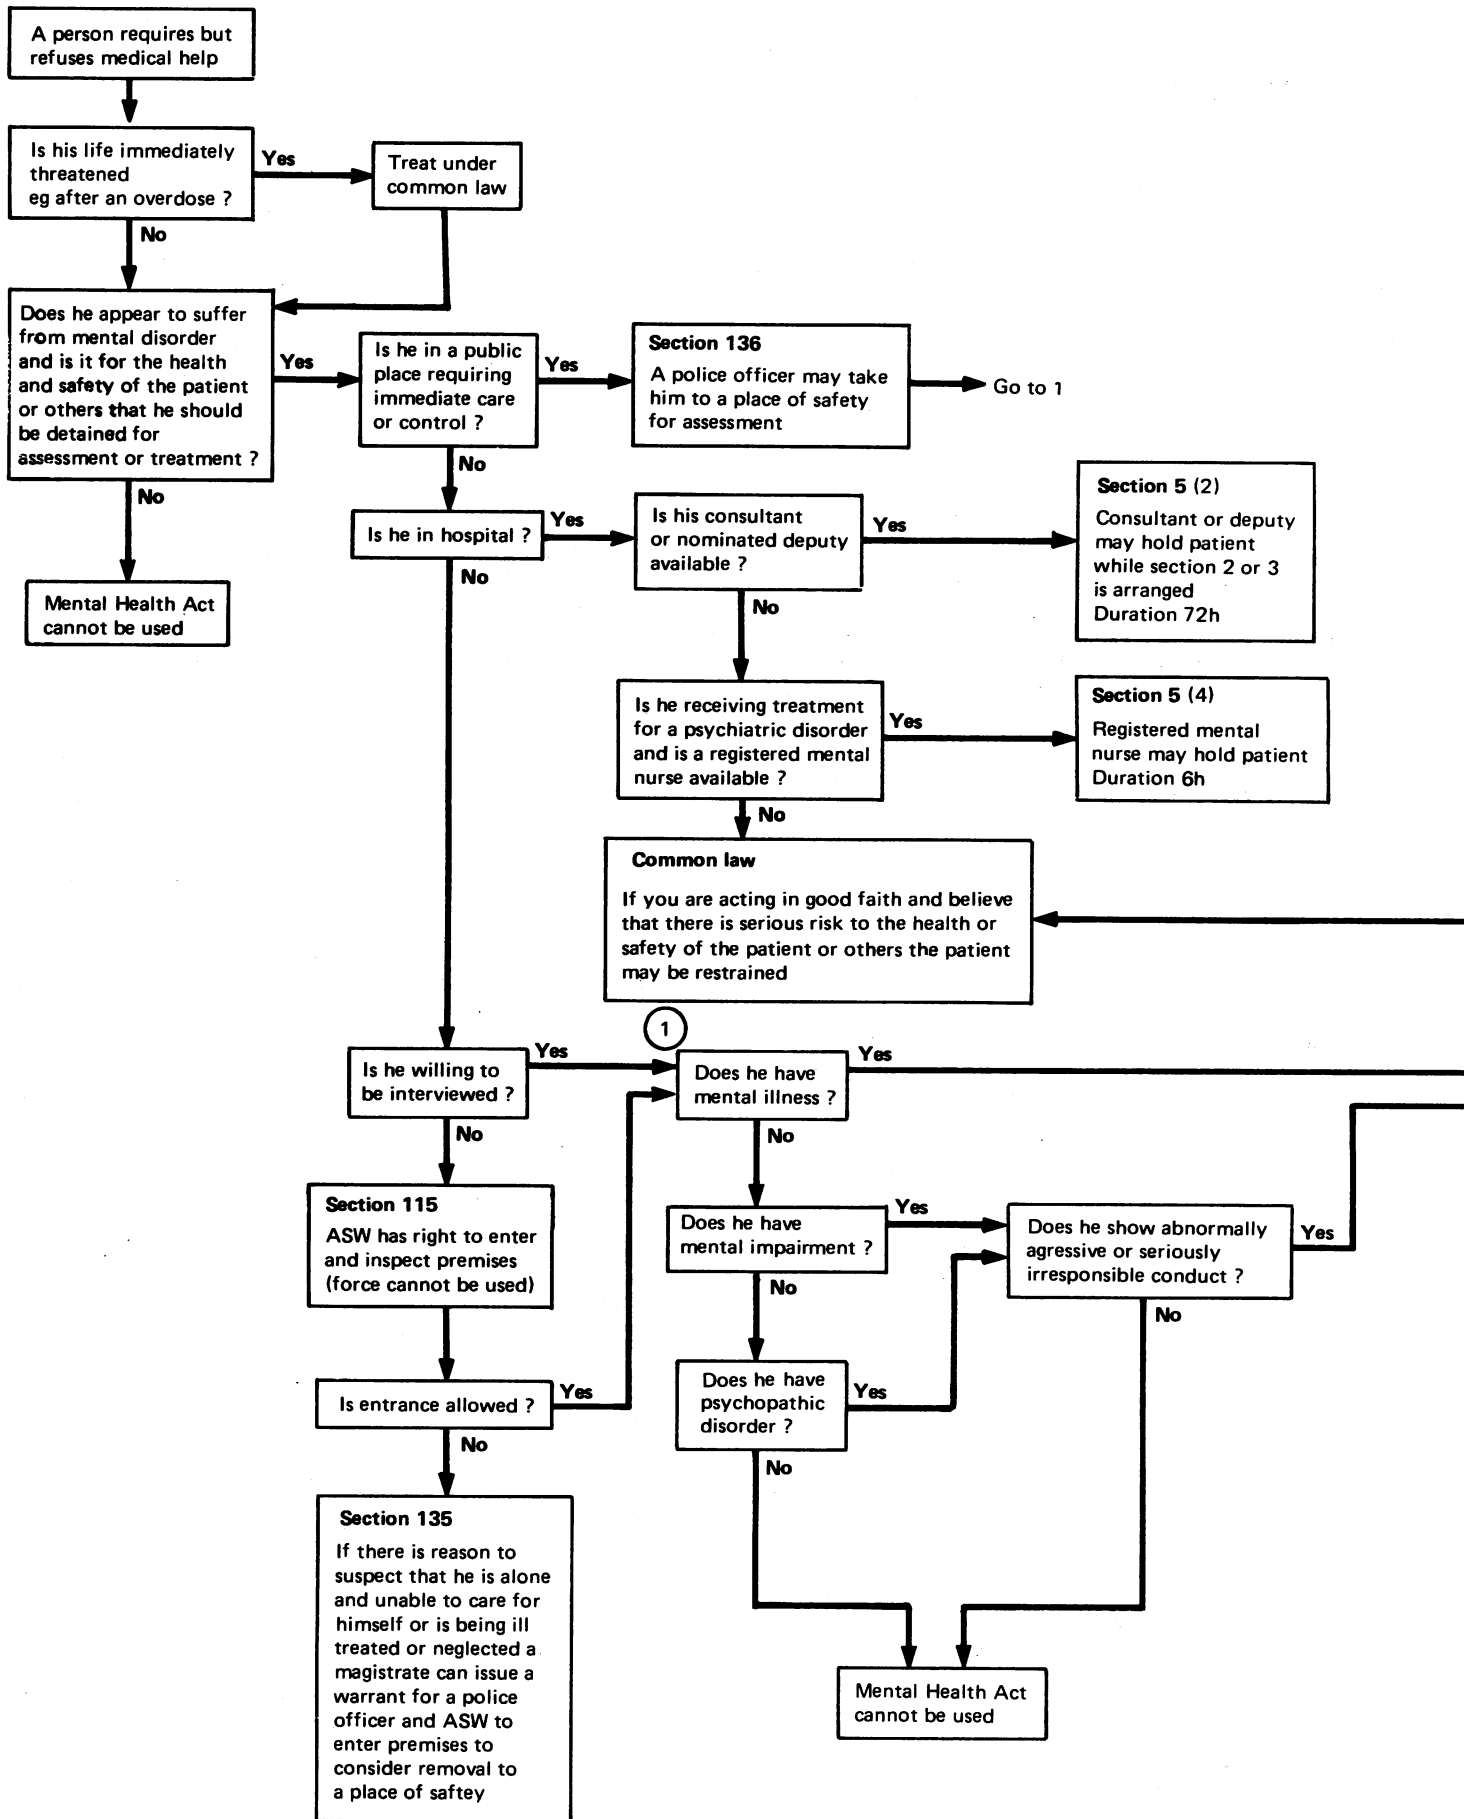 A person requires but
refuses medical help
Is his life immediately
threatened
eg after an overdose ?
Yes
Treat under
common law
No
Does he appear to suffer
from mental disorder
and is it for the health
and safety of the patient
or others that he should
be detained for
assessment or treatment ?
Yes
Is he in a public
place requiring
immediate care
or control ?
Yes
Section 136
A police officer may take
him to a place of safety
for assessment
Go to 1
No
Mental Health Act
cannot be used
No
Is he in hospital ?
Yes
Is his consultant
or nominated deputy
available ?
Yes
Section 5 (2)
Consultant or deputy
may hold patient
while section 2 or 3
is arranged
Duration 72h
No
No
Is he receiving treatment
for a psychiatric disorder
and is a registered mental
nurse available ?
Yes
Section 5 (4)
Registered mental
nurse may hold patient
Duration 6h
No
Common law
If you are acting in good faith and believe
that there is serious risk to the health or
safety of the patient or others the patient
may be restrained
1
Is he willing to
be interviewed ?
Yes
Does he have
mental illness ?
Yes
No
No
Section 115
ASW has right to enter
and inspect premises
(force cannot be used)
Does he have
mental impairment ?
Yes
Does he show abnormally
agressive or seriously
irresponsible conduct ?
Yes
No
No
Is entrance allowed ?
Yes
Does he have
psychopathic
disorder ?
Yes
No
No
Section 135
If there is reason to
suspect that he is alone
and unable to care for
himself or is being ill
treated or neglected a
magistrate can issue a
warrant for a police
officer and ASW to
enter premises to
consider removal to
a place of saftey
Mental Health Act
cannot be used